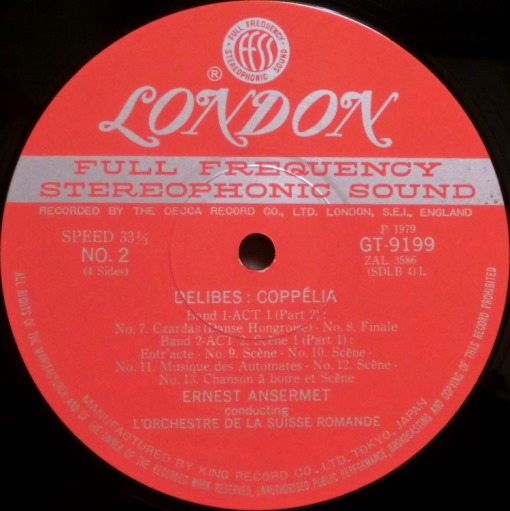 FULL FREQUENCY · STEREOPHONIC SOUND
FFSS
®
LONDON
FULL FREQUENCY
STEREOPHONIC SOUND
RECORDED BY THE DECCA RECORD CO., LTD. LONDON, S.E.I., ENGLAND
SPEED 33⅓
NO. 2
(4 Sides)
℗ 1979
GT-9199
ZAL. 3586
(SDLB 4) L
DELIBES : COPPÉLIA
Band 1-ACT 1 (Part 2) :
No. 7. Czardas (Danse Hongroise) · No. 8. Finale
Band 2-ACT 2, Scène 1 (Part 1) :
Entr'acte · No. 9. Scène · No. 10. Scène ·
No. 11. Musique des Automates · No. 12. Scène ·
No. 13. Chanson à boire et Scène
ERNEST ANSERMET
conducting
L'ORCHESTRE DE LA SUISSE ROMANDE
MANUFACTURED BY KING RECORD CO., LTD. TOKYO, JAPAN
ALL RIGHTS OF THE MANUFACTURER AND OF THE OWNER OF THE RECORDED WORK RESERVED. UNAUTHORISED PUBLIC PERFORMANCE, BROADCASTING AND COPYING OF THIS RECORD PROHIBITED